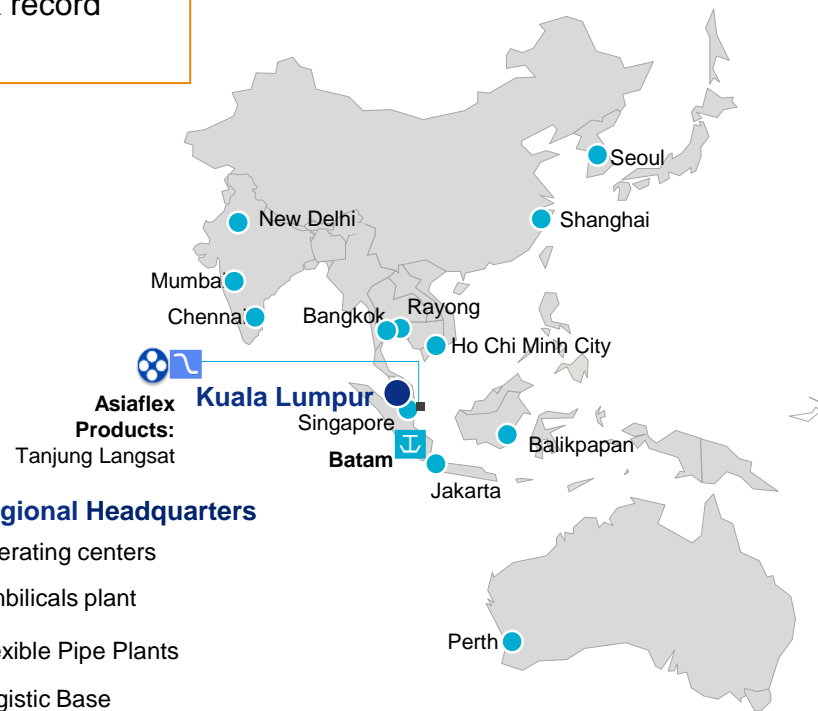 record
Seoul
New Delhi
Shanghai
Mumbai
Chennai
Bangkok
Rayong
Ho Chi Minh City
Asiaflex
Products:
Tanjung Langsat
Kuala Lumpur
Singapore
Batam
Balikpapan
Jakarta
gional Headquarters
erating centers
nbilicals plant
exible Pipe Plants
gistic Base
Perth